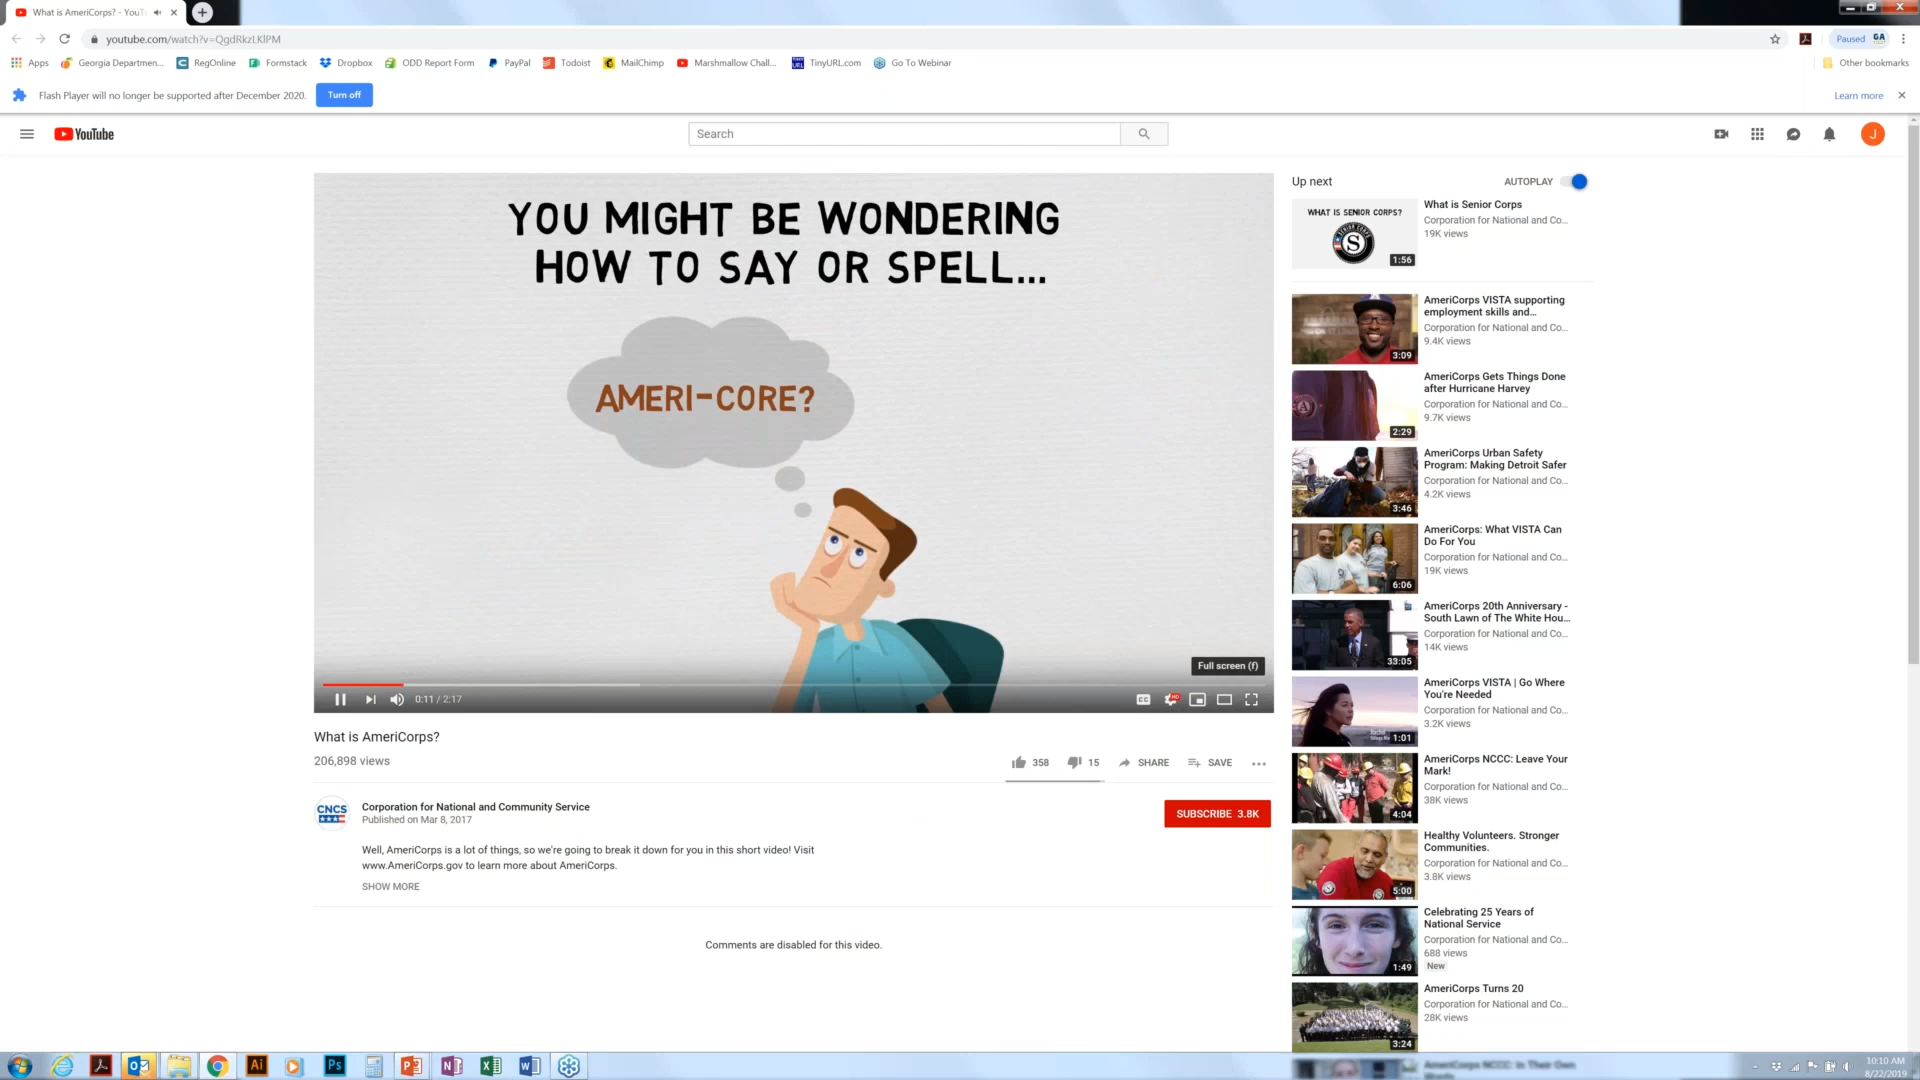 What is AmeriCorps? - YouT
youtube.com/watch?v=QgdRkzLKlPM
Paused GA
Apps Georgia Departmen... RegOnline Formstack Dropbox ODD Report Form PayPal Todoist MailChimp Marshmallow Chall... TinyURL.com Go To Webinar Other bookmarks
Flash Player will no longer be supported after December 2020. Turn off Learn more
YouTube
Search
J
YOU MIGHT BE WONDERING
HOW TO SAY OR SPELL...
AMERI-CORE?
Full screen (f)
0:11 / 2:17
CC HD
What is AmeriCorps?
206,898 views
358 15 SHARE SAVE
CNCS
Corporation for National and Community Service
Published on Mar 8, 2017
SUBSCRIBE 3.8K
Well, AmeriCorps is a lot of things, so we're going to break it down for you in this short video! Visit
www.AmeriCorps.gov to learn more about AmeriCorps.
SHOW MORE
Comments are disabled for this video.
Up next AUTOPLAY
WHAT IS SENIOR CORPS?
SENIOR CORPS
S
1:56
What is Senior Corps
Corporation for National and Co...
19K views
3:09
AmeriCorps VISTA supporting
employment skills and...
Corporation for National and Co...
9.4K views
2:29
AmeriCorps Gets Things Done
after Hurricane Harvey
Corporation for National and Co...
9.7K views
3:46
AmeriCorps Urban Safety
Program: Making Detroit Safer
Corporation for National and Co...
4.2K views
6:06
AmeriCorps: What VISTA Can
Do For You
Corporation for National and Co...
19K views
33:05
AmeriCorps 20th Anniversary -
South Lawn of The White Hou...
Corporation for National and Co...
14K views
1:01
AmeriCorps VISTA | Go Where
You're Needed
Corporation for National and Co...
3.2K views
4:04
AmeriCorps NCCC: Leave Your
Mark!
Corporation for National and Co...
38K views
5:00
Healthy Volunteers. Stronger
Communities.
Corporation for National and Co...
3.8K views
1:49
Celebrating 25 Years of
National Service
Corporation for National and Co...
688 views
New
3:24
AmeriCorps Turns 20
Corporation for National and Co...
28K views
AmeriCorps NCCC: In Their Own
Words
Ai Ps
10:10 AM
8/22/2019